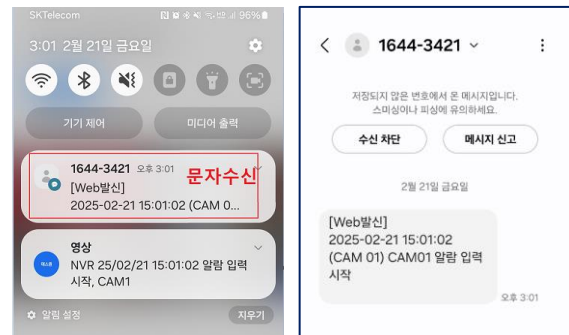 SKTelecom
96%
3:01 2월 21일 금요일
기기 제어
미디어 출력
1644-3421 오후 3:01
문자수신
[Web발신]
2025-02-21 15:01:02 (CAM 0...
영상
NVR 25/02/21 15:01:02 알람 입력
시작, CAM1
알림 설정
지우기
1644-3421
저장되지 않은 번호에서 온 메시지입니다.
스미싱이나 피싱에 유의하세요.
수신 차단
메시지 신고
2월 21일 금요일
[Web발신]
2025-02-21 15:01:02
(CAM 01) CAM01 알람 입력
시작
오후 3:01